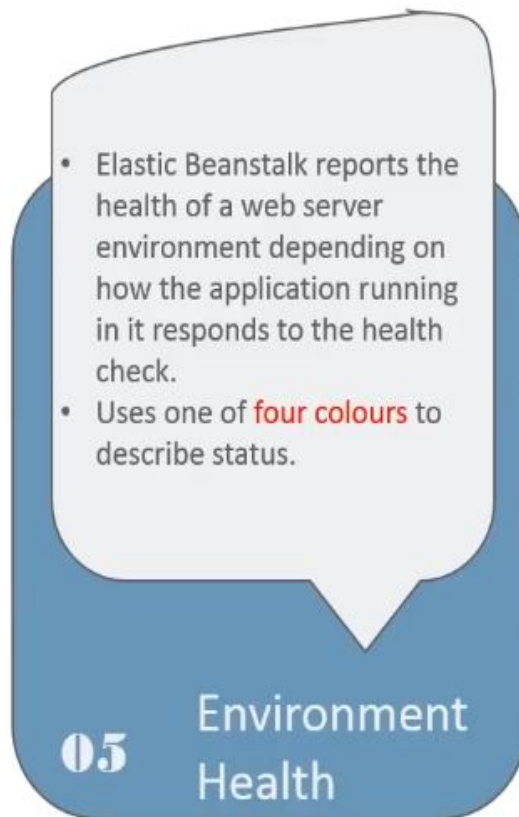 • Elastic Beanstalk reports the
health of a web server
environment depending on
how the application running
in it responds to the health
check.
• Uses one of four colours to
describe status.
05
Environment
Health